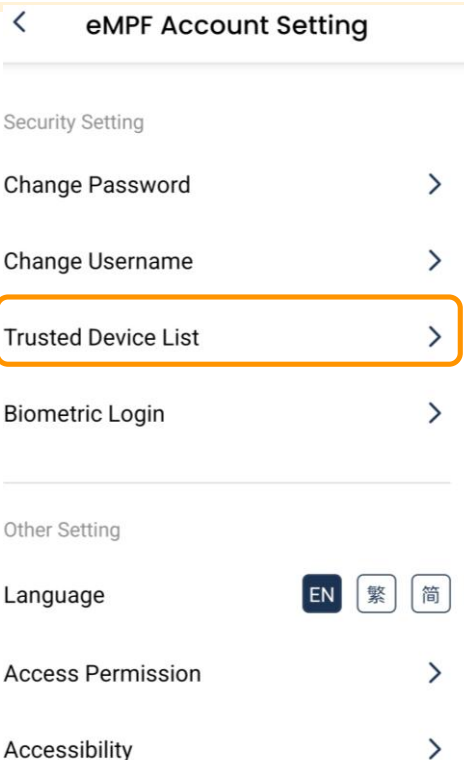 eMPF Account Setting
Security Setting
Change Password
Change Username
Trusted Device List
Biometric Login
Other Setting
Language EN 繁 简
Access Permission
Accessibility